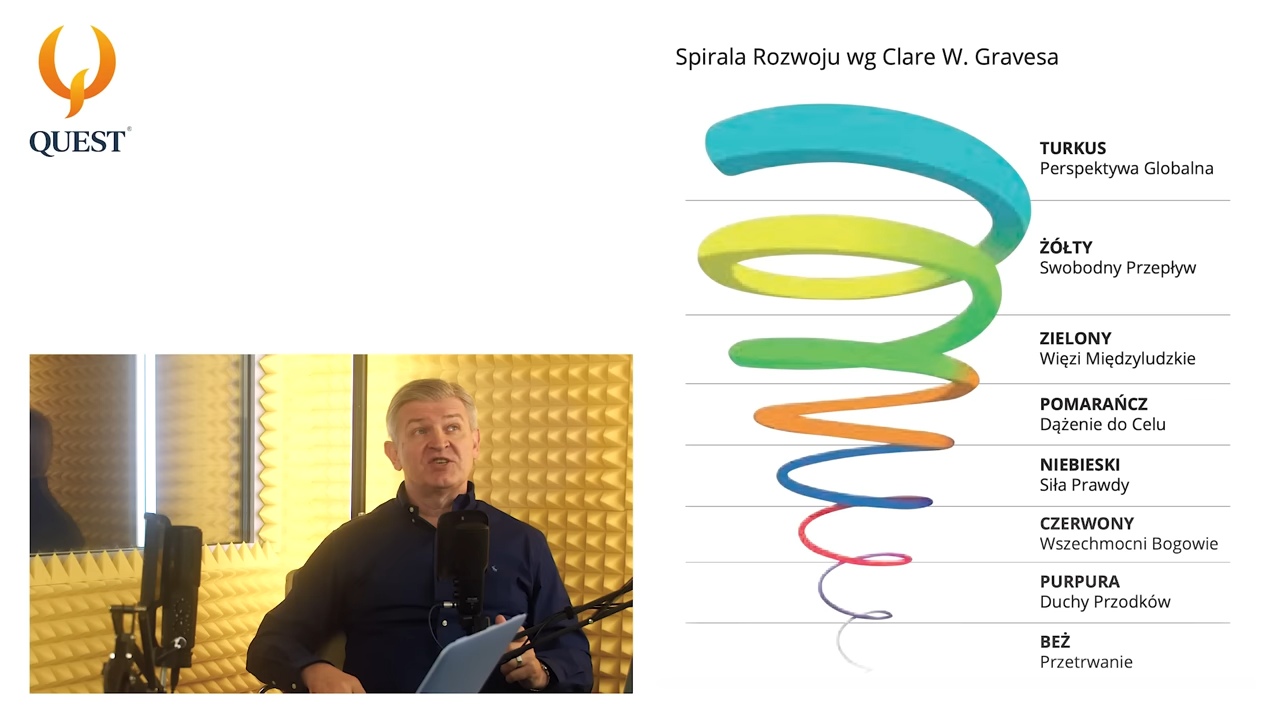 QUEST®
Spirala Rozwoju wg Clare W. Gravesa
TURKUS
Perspektywa Globalna
ŻÓŁTY
Swobodny Przepływ
ZIELONY
Więzi Międzyludzkie
POMARAŃCZ
Dążenie do Celu
NIEBIESKI
Siła Prawdy
CZERWONY
Wszechmocni Bogowie
PURPURA
Duchy Przodków
BEŻ
Przetrwanie